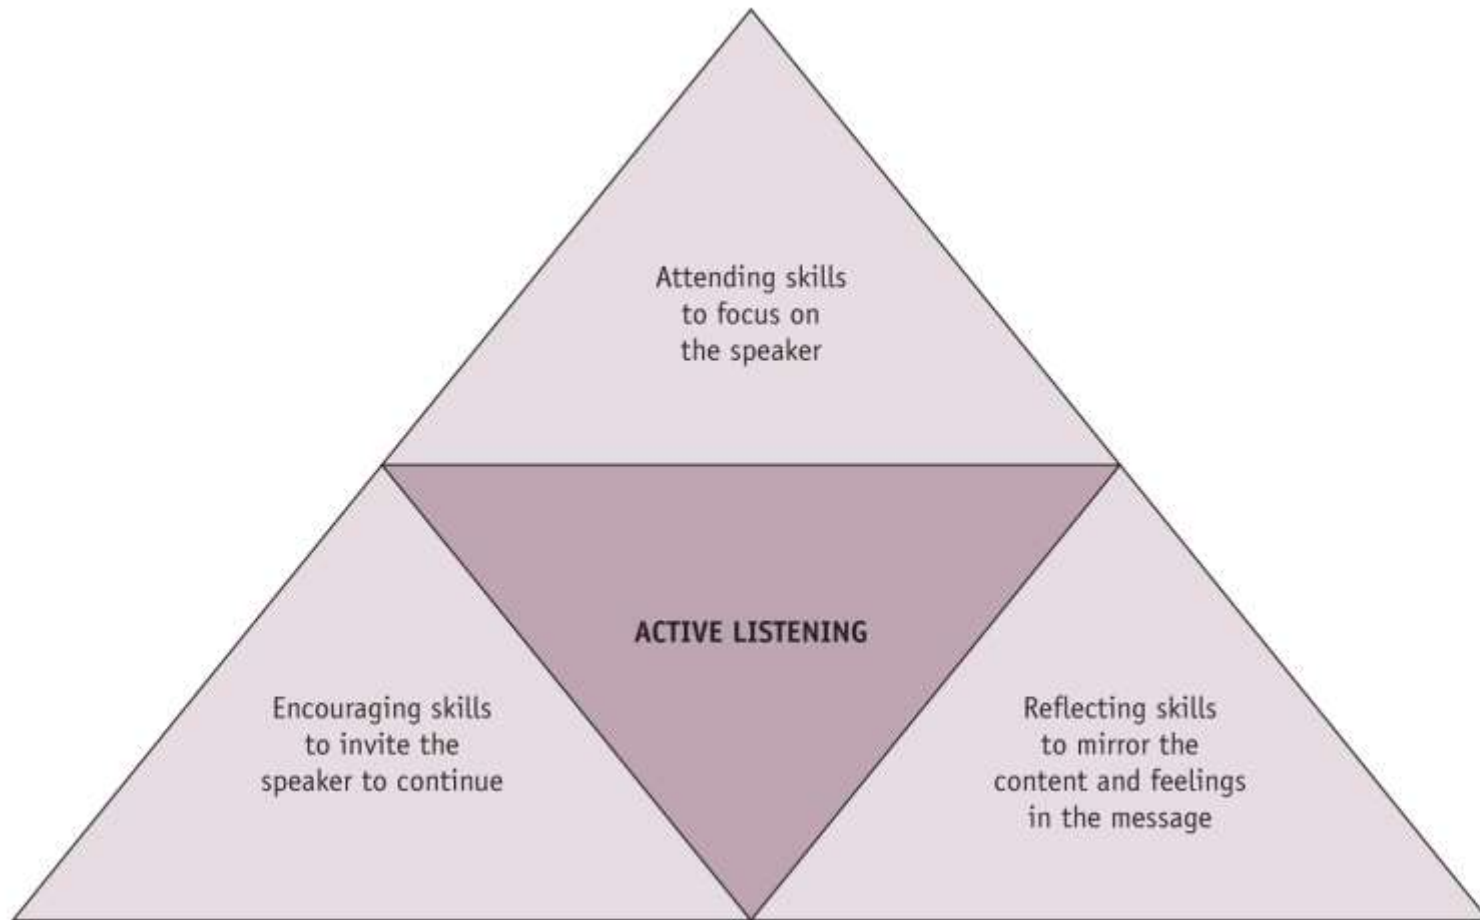 Attending skills
to focus on
the speaker
ACTIVE LISTENING
Encouraging skills
to invite the
speaker to continue
Reflecting skills
to mirror the
content and feelings
in the message